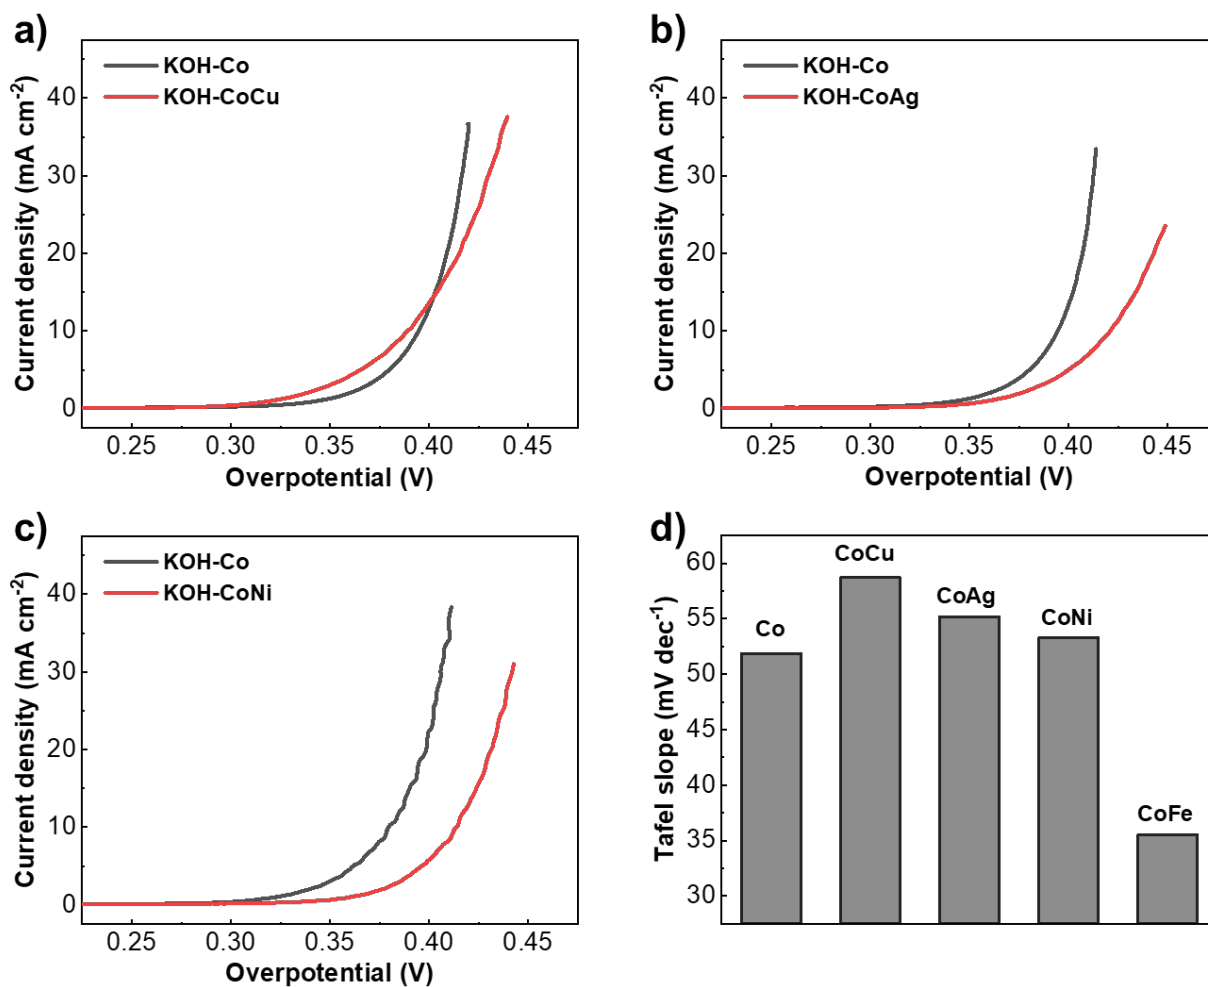 a)
KOH-Co
KOH-CoCu
Current density (mA cm⁻²)
40
30
20
10
0
0.25 0.30 0.35 0.40 0.45
Overpotential (V)
b)
KOH-Co
KOH-CoAg
Current density (mA cm⁻²)
40
30
20
10
0
0.25 0.30 0.35 0.40 0.45
Overpotential (V)
c)
KOH-Co
KOH-CoNi
Current density (mA cm⁻²)
40
30
20
10
0
0.25 0.30 0.35 0.40 0.45
Overpotential (V)
d)
Tafel slope (mV dec⁻¹)
60
55
50
45
40
35
30
Co
CoCu
CoAg
CoNi
CoFe